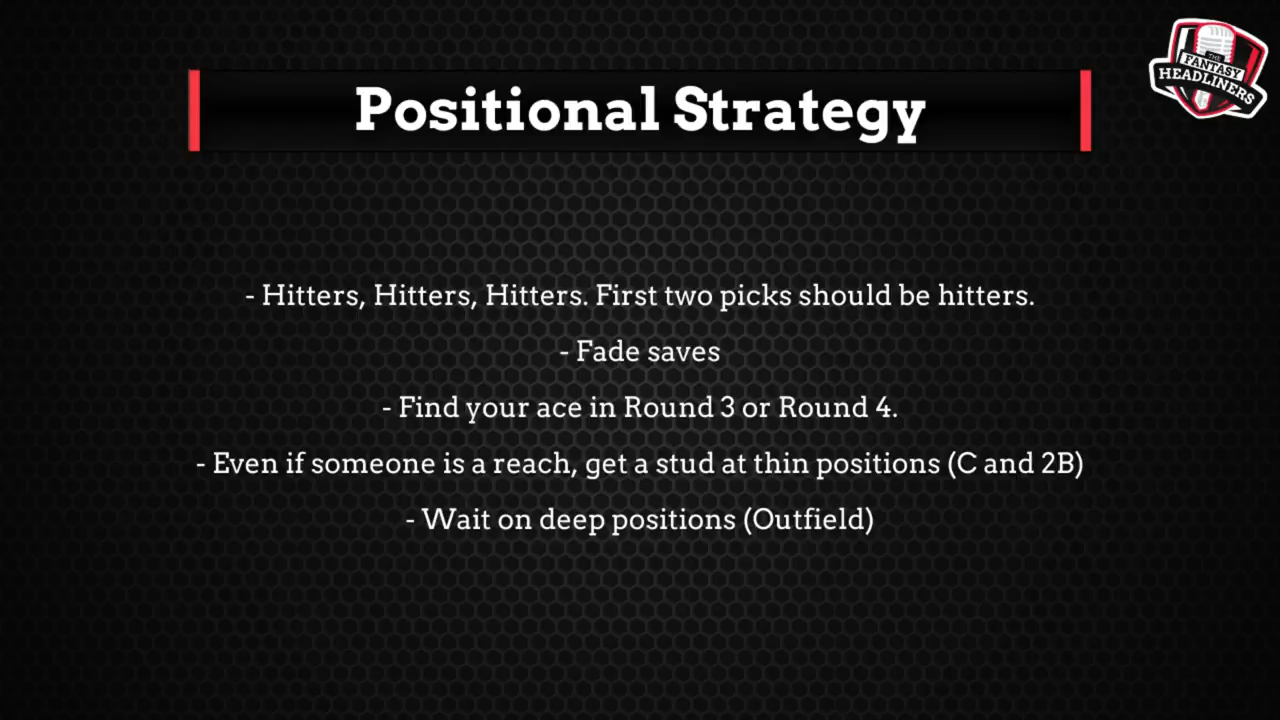 THE
FANTASY
HEADLINERS
Positional Strategy
- Hitters, Hitters, Hitters. First two picks should be hitters.
- Fade saves
- Find your ace in Round 3 or Round 4.
- Even if someone is a reach, get a stud at thin positions (C and 2B)
- Wait on deep positions (Outfield)